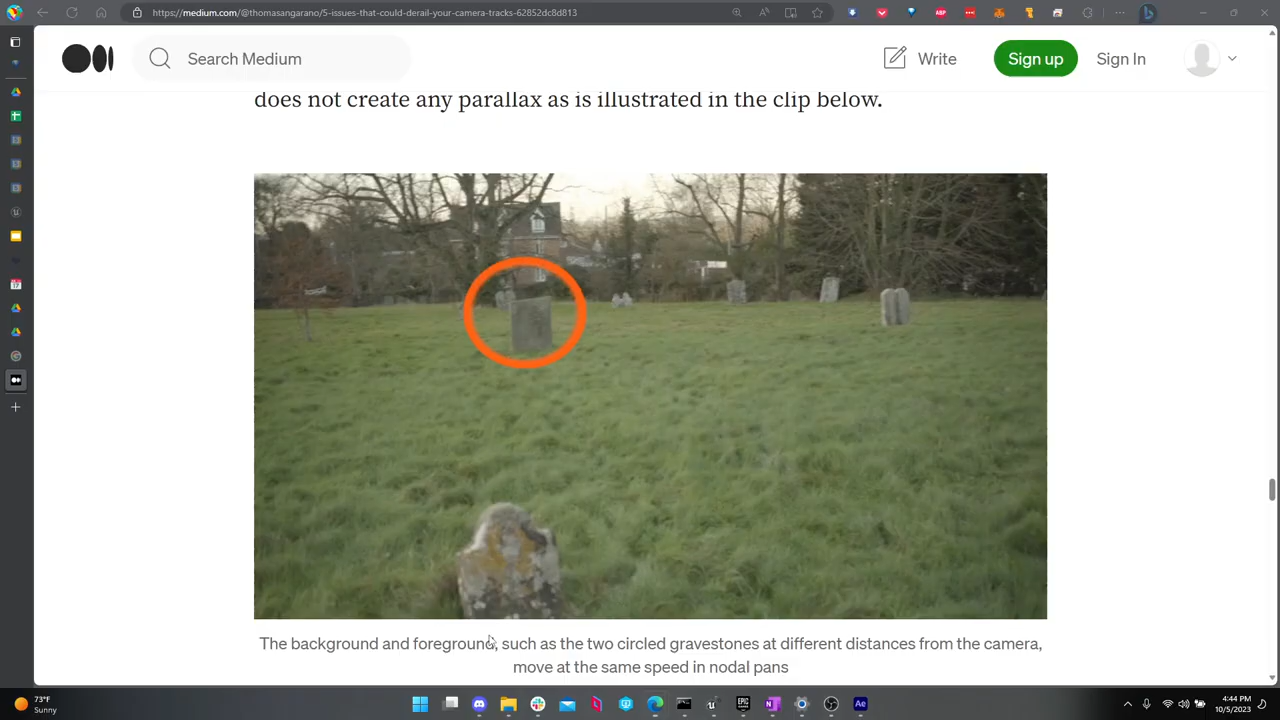 https://medium.com/@thomasangarano/5-issues-that-could-derail-your-camera-tracks-62852dc8d813
Search Medium
Write
Sign up
Sign In
does not create any parallax as is illustrated in the clip below.
The background and foreground, such as the two circled gravestones at different distances from the camera,
move at the same speed in nodal pans
73°F
Sunny
4:44 PM
10/5/2023